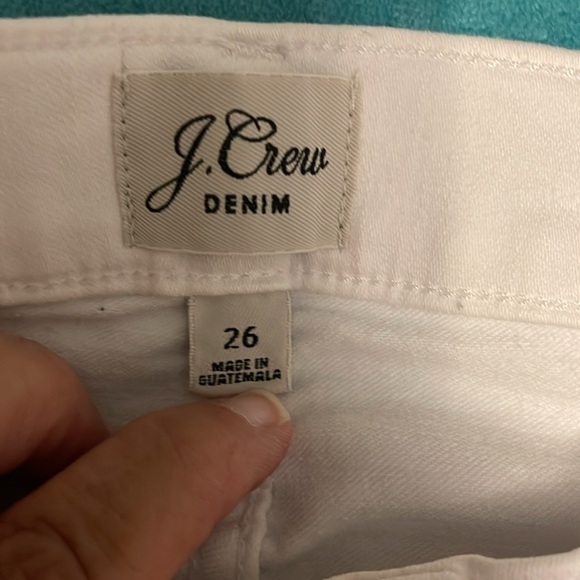 J.Crew
DENIM
26
MADE IN
GUATEMALA